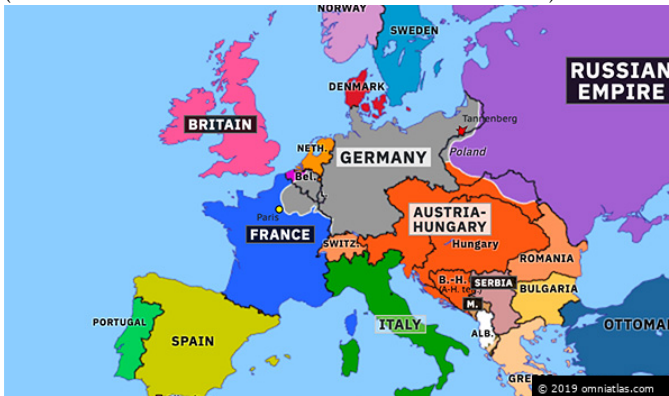 NORWAY
SWEDEN
DENMARK
RUSSIAN
EMPIRE
Tannenberg
BRITAIN
NETH.
GERMANY
Poland
Bel.
Paris
AUSTRIA-
HUNGARY
FRANCE
SWITZ.
Hungary
ROMANIA
B.-H.
SERBIA
BULGARIA
M.
PORTUGAL
ITALY
OTTOMA
SPAIN
ALB.
GRE
© 2019 omniatlas.com